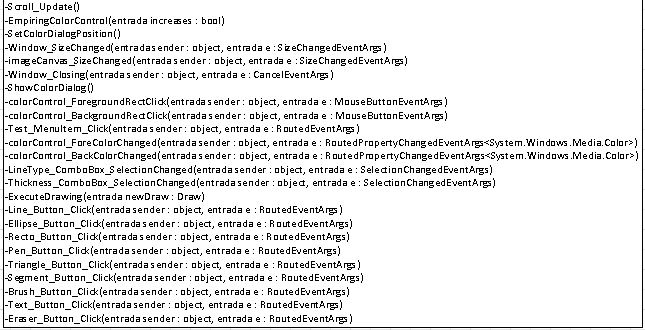 -Scroll_Update()
-EmpiringColorControl(entrada increases : bool)
-SetColorDialogPosition()
-Window_SizeChanged(entrada sender : object, entrada e : SizeChangedEventArgs)
-imageCanvas_SizeChanged(entrada sender : object, entrada e : SizeChangedEventArgs)
-Window_Closing(entrada sender : object, entrada e : CancelEventArgs)
-ShowColorDialog()
-colorControl_ForegroundRectClick(entrada sender : object, entrada e : MouseButtonEventArgs)
-colorControl_BackgroundRectClick(entrada sender : object, entrada e : MouseButtonEventArgs)
-Test_MenuItem_Click(entrada sender : object, entrada e : RoutedEventArgs)
-colorControl_ForeColorChanged(entrada sender : object, entrada e : RoutedPropertyChangedEventArgs<System.Windows.Media.Color>)
-colorControl_BackColorChanged(entrada sender : object, entrada e : RoutedPropertyChangedEventArgs<System.Windows.Media.Color>)
-LineType_ComboBox_SelectionChanged(entrada sender : object, entrada e : SelectionChangedEventArgs)
-Thickness_ComboBox_SelectionChanged(entrada sender : object, entrada e : SelectionChangedEventArgs)
-ExecuteDrawing(entrada newDraw : Draw)
-Line_Button_Click(entrada sender : object, entrada e : RoutedEventArgs)
-Ellipse_Button_Click(entrada sender : object, entrada e : RoutedEventArgs)
-Recta_Button_Click(entrada sender : object, entrada e : RoutedEventArgs)
-Pen_Button_Click(entrada sender : object, entrada e : RoutedEventArgs)
-Triangle_Button_Click(entrada sender : object, entrada e : RoutedEventArgs)
-Segment_Button_Click(entrada sender : object, entrada e : RoutedEventArgs)
-Brush_Button_Click(entrada sender : object, entrada e : RoutedEventArgs)
-Text_Button_Click(entrada sender : object, entrada e : RoutedEventArgs)
-Eraser_Button_Click(entrada sender : object, entrada e : RoutedEventArgs)